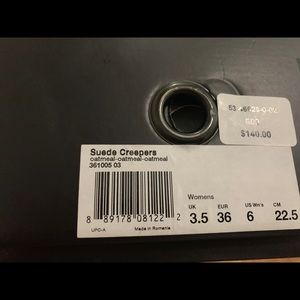 $140.00
Suede Creepers
oatmeal-oatmeal-oatmeal
361005 03
Womens
UK EUR US Wn's CM
3.5 36 6 22.5
8 89178 08122 2
UPC-A Made in Romania